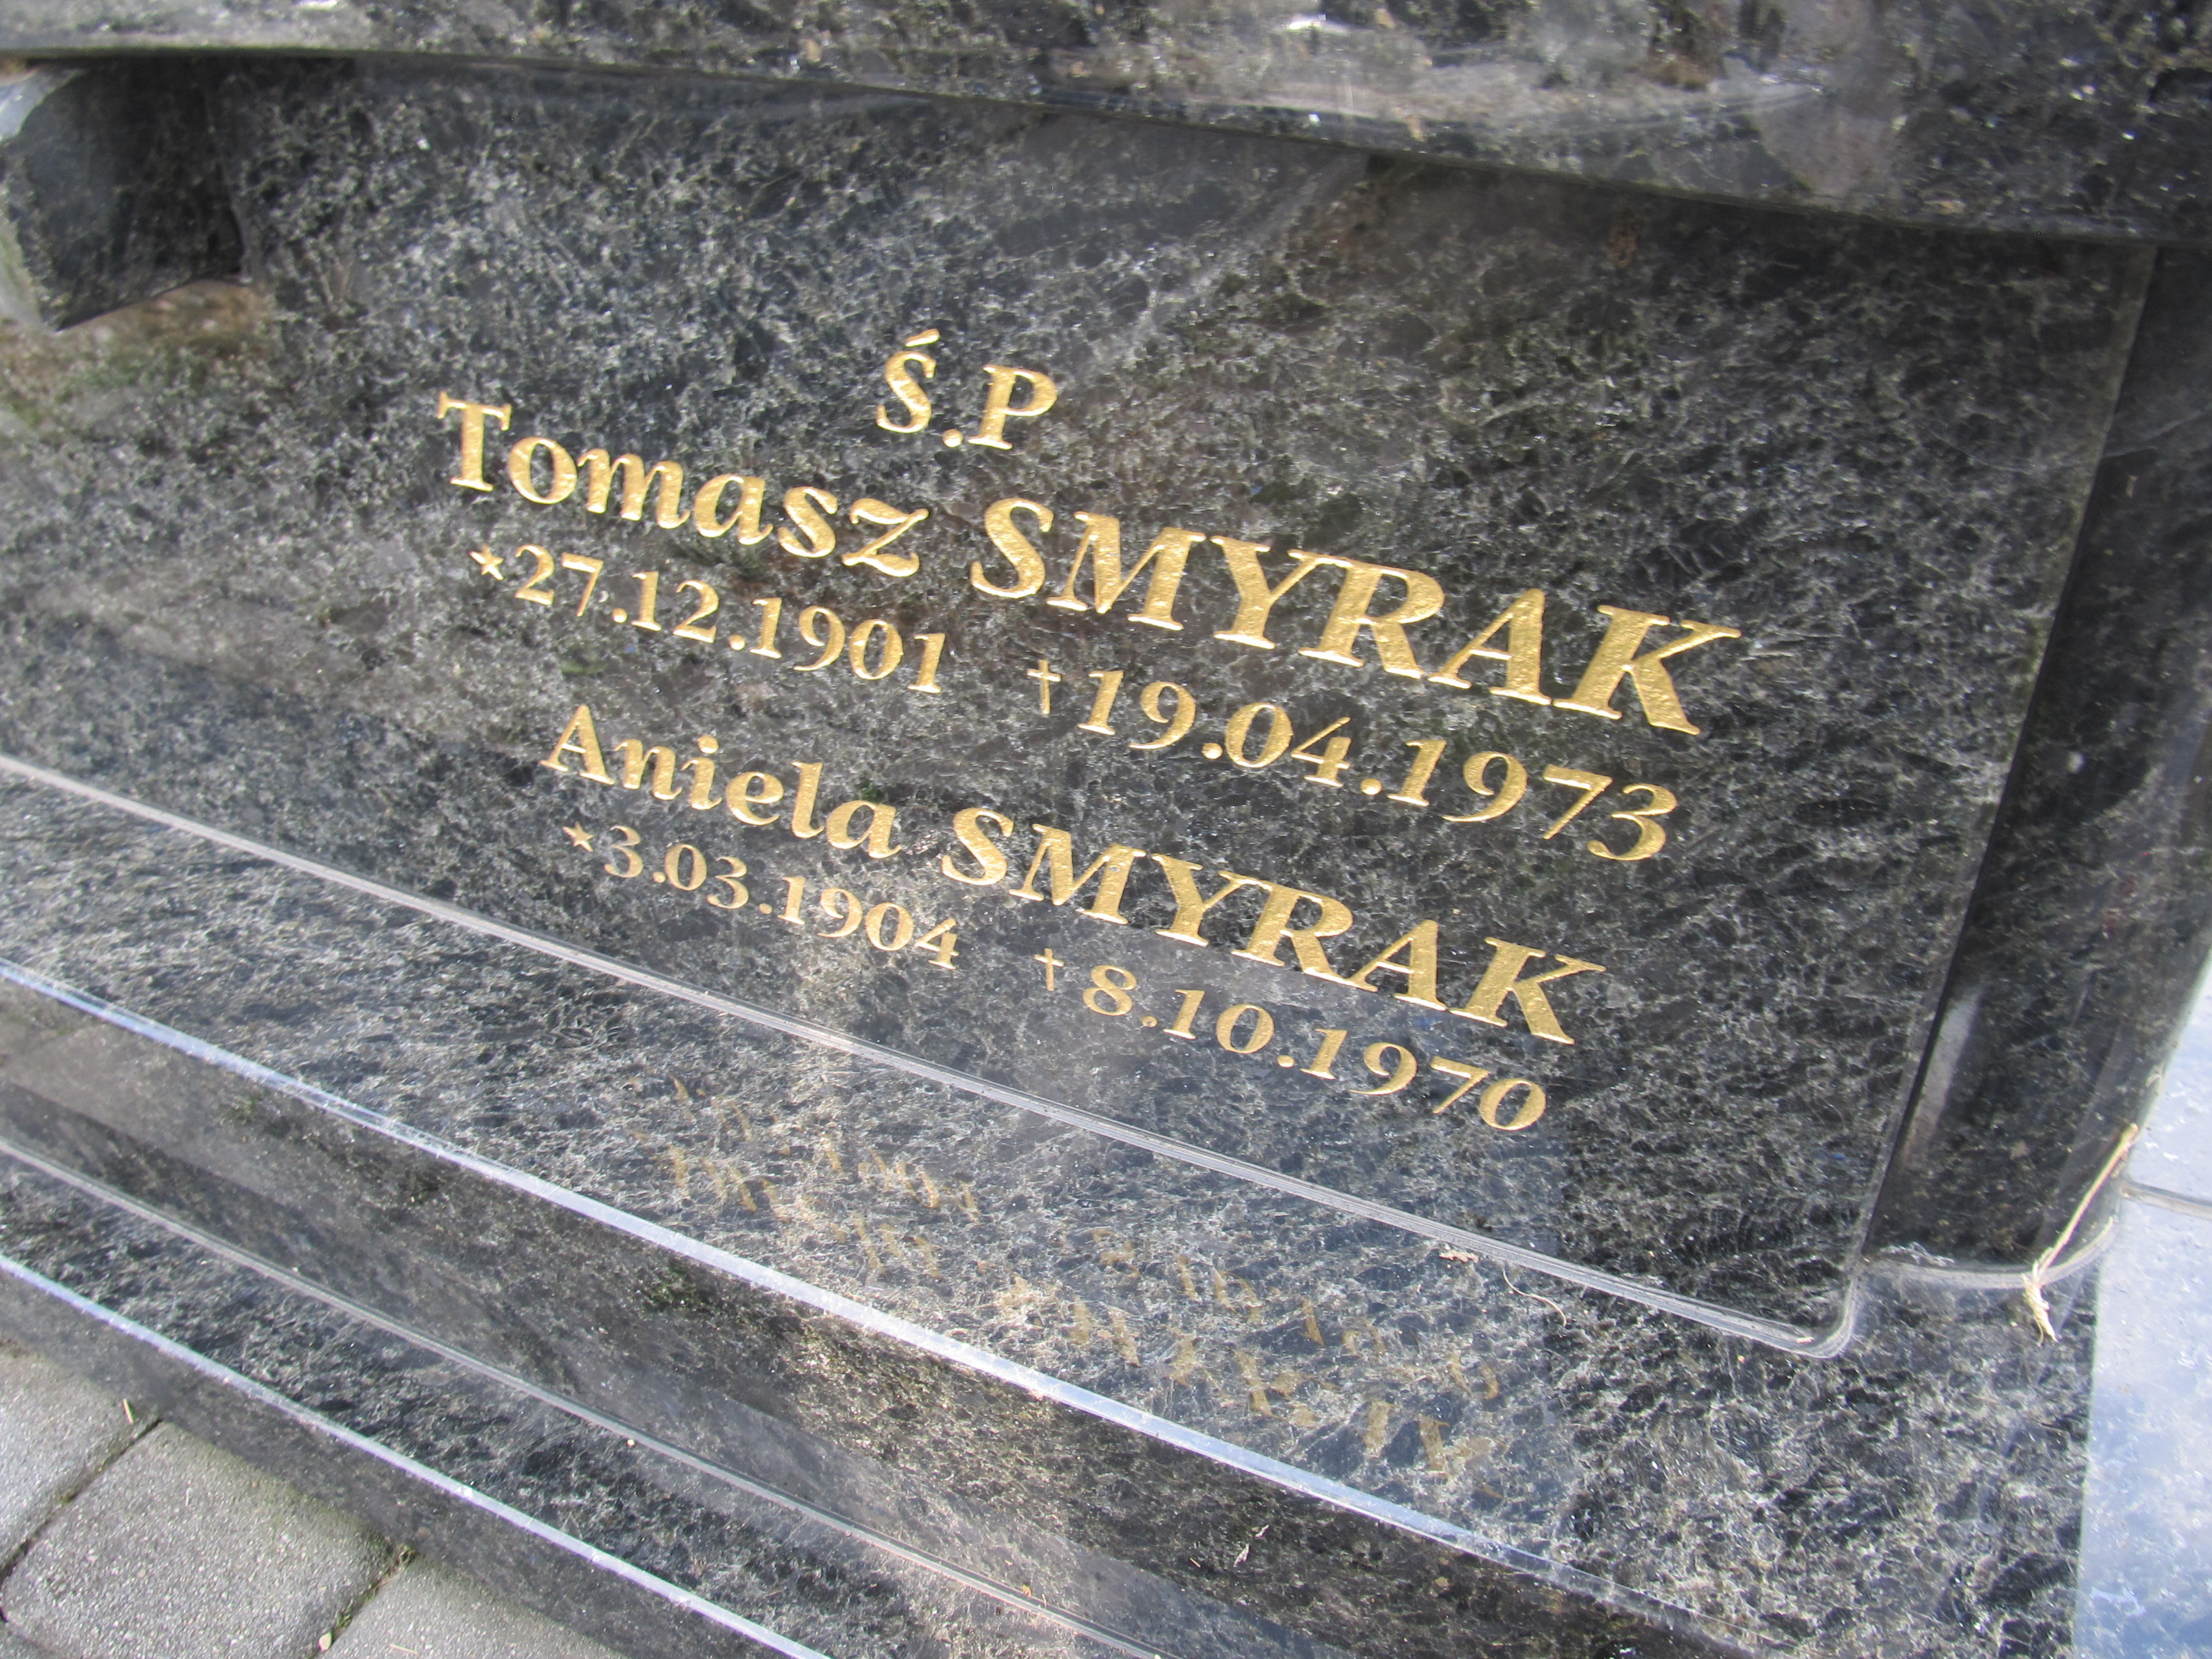 Ś.P
Tomasz SMYRAK
*27.12.1901 †19.04.1973
Aniela SMYRAK
*3.03.1904 †8.10.1970